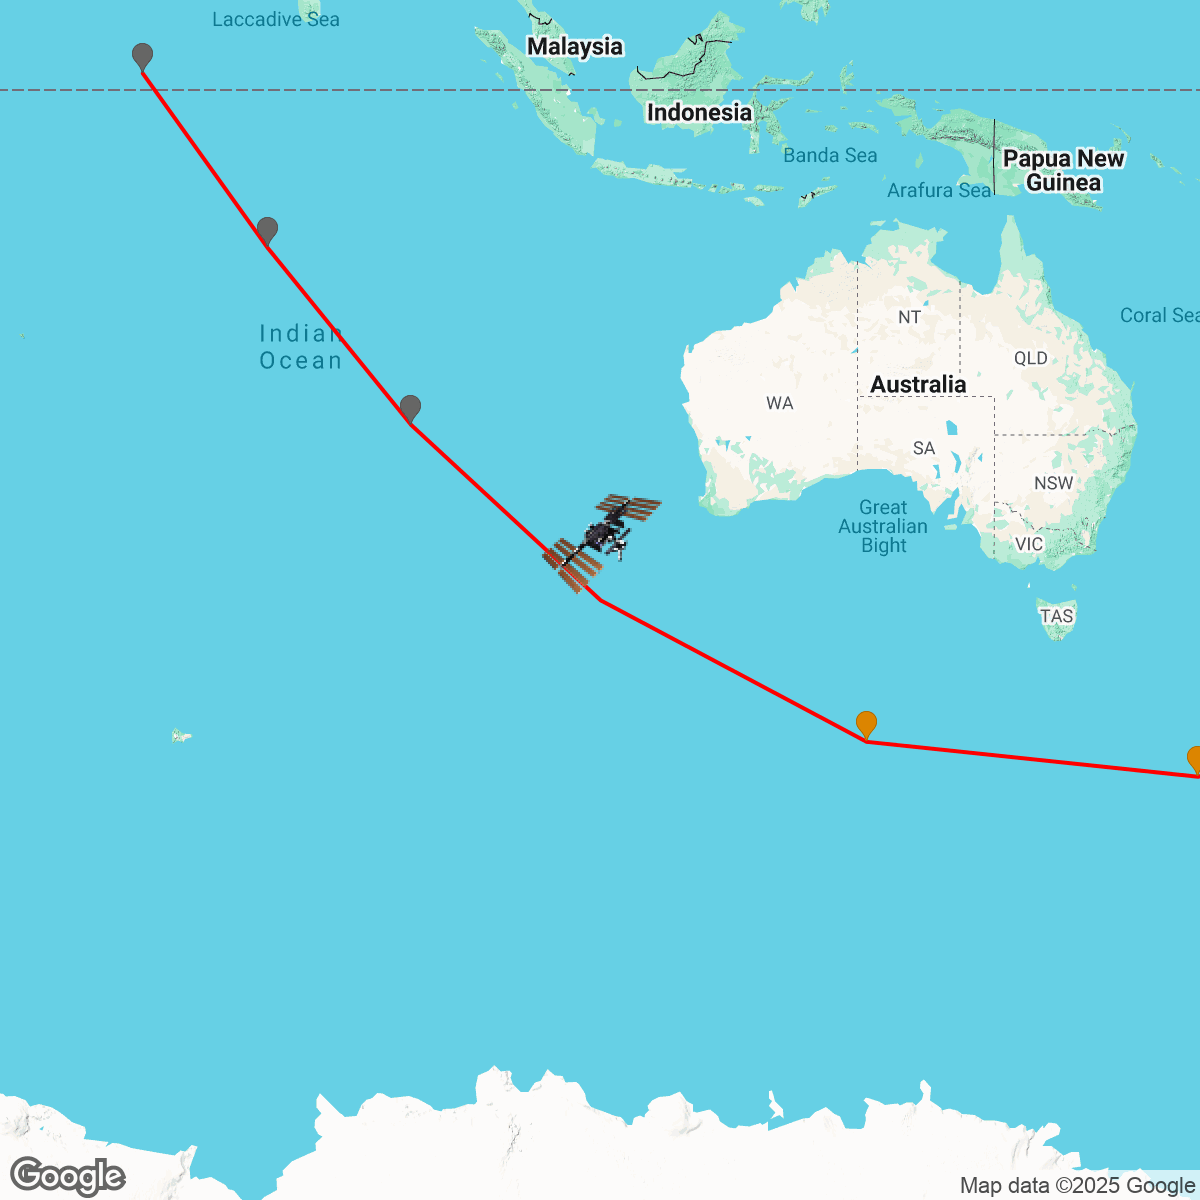 Laccadive Sea
Malaysia
Indonesia
Banda Sea
Papua New
Guinea
Arafura Sea
Coral Sea
Indian
Ocean
NT
QLD
Australia
WA
SA
NSW
Great
Australian
Bight
VIC
TAS
Google
Map data ©2025 Google